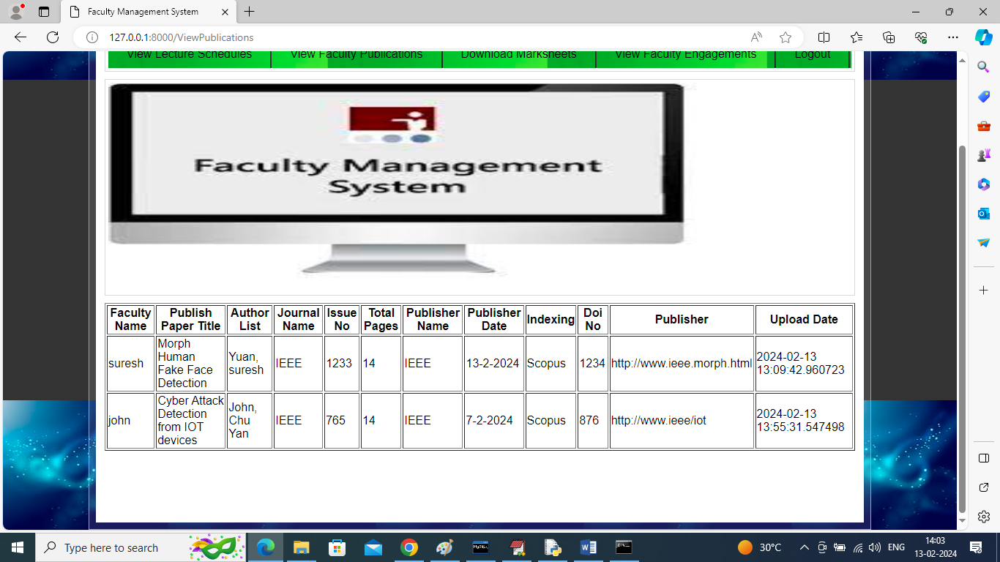 Faculty Management System
127.0.0.1:8000/ViewPublications
View Lecture Schedules View Faculty Publications Download Marksheets View Faculty Engagements Logout
Faculty Management
System
Faculty Name Publish Paper Title Author List Journal Name Issue No Total Pages Publisher Name Publisher Date Indexing Doi No Publisher Upload Date
suresh Morph Human Fake Face Detection Yuan, suresh IEEE 1233 14 IEEE 13-2-2024 Scopus 1234 http://www.ieee.morph.html 2024-02-13 13:09:42.960723
john Cyber Attack Detection from IOT devices John, Chu Yan IEEE 765 14 IEEE 7-2-2024 Scopus 876 http://www.ieee/iot 2024-02-13 13:55:31.547498
Type here to search
30°C
ENG
14:03
13-02-2024